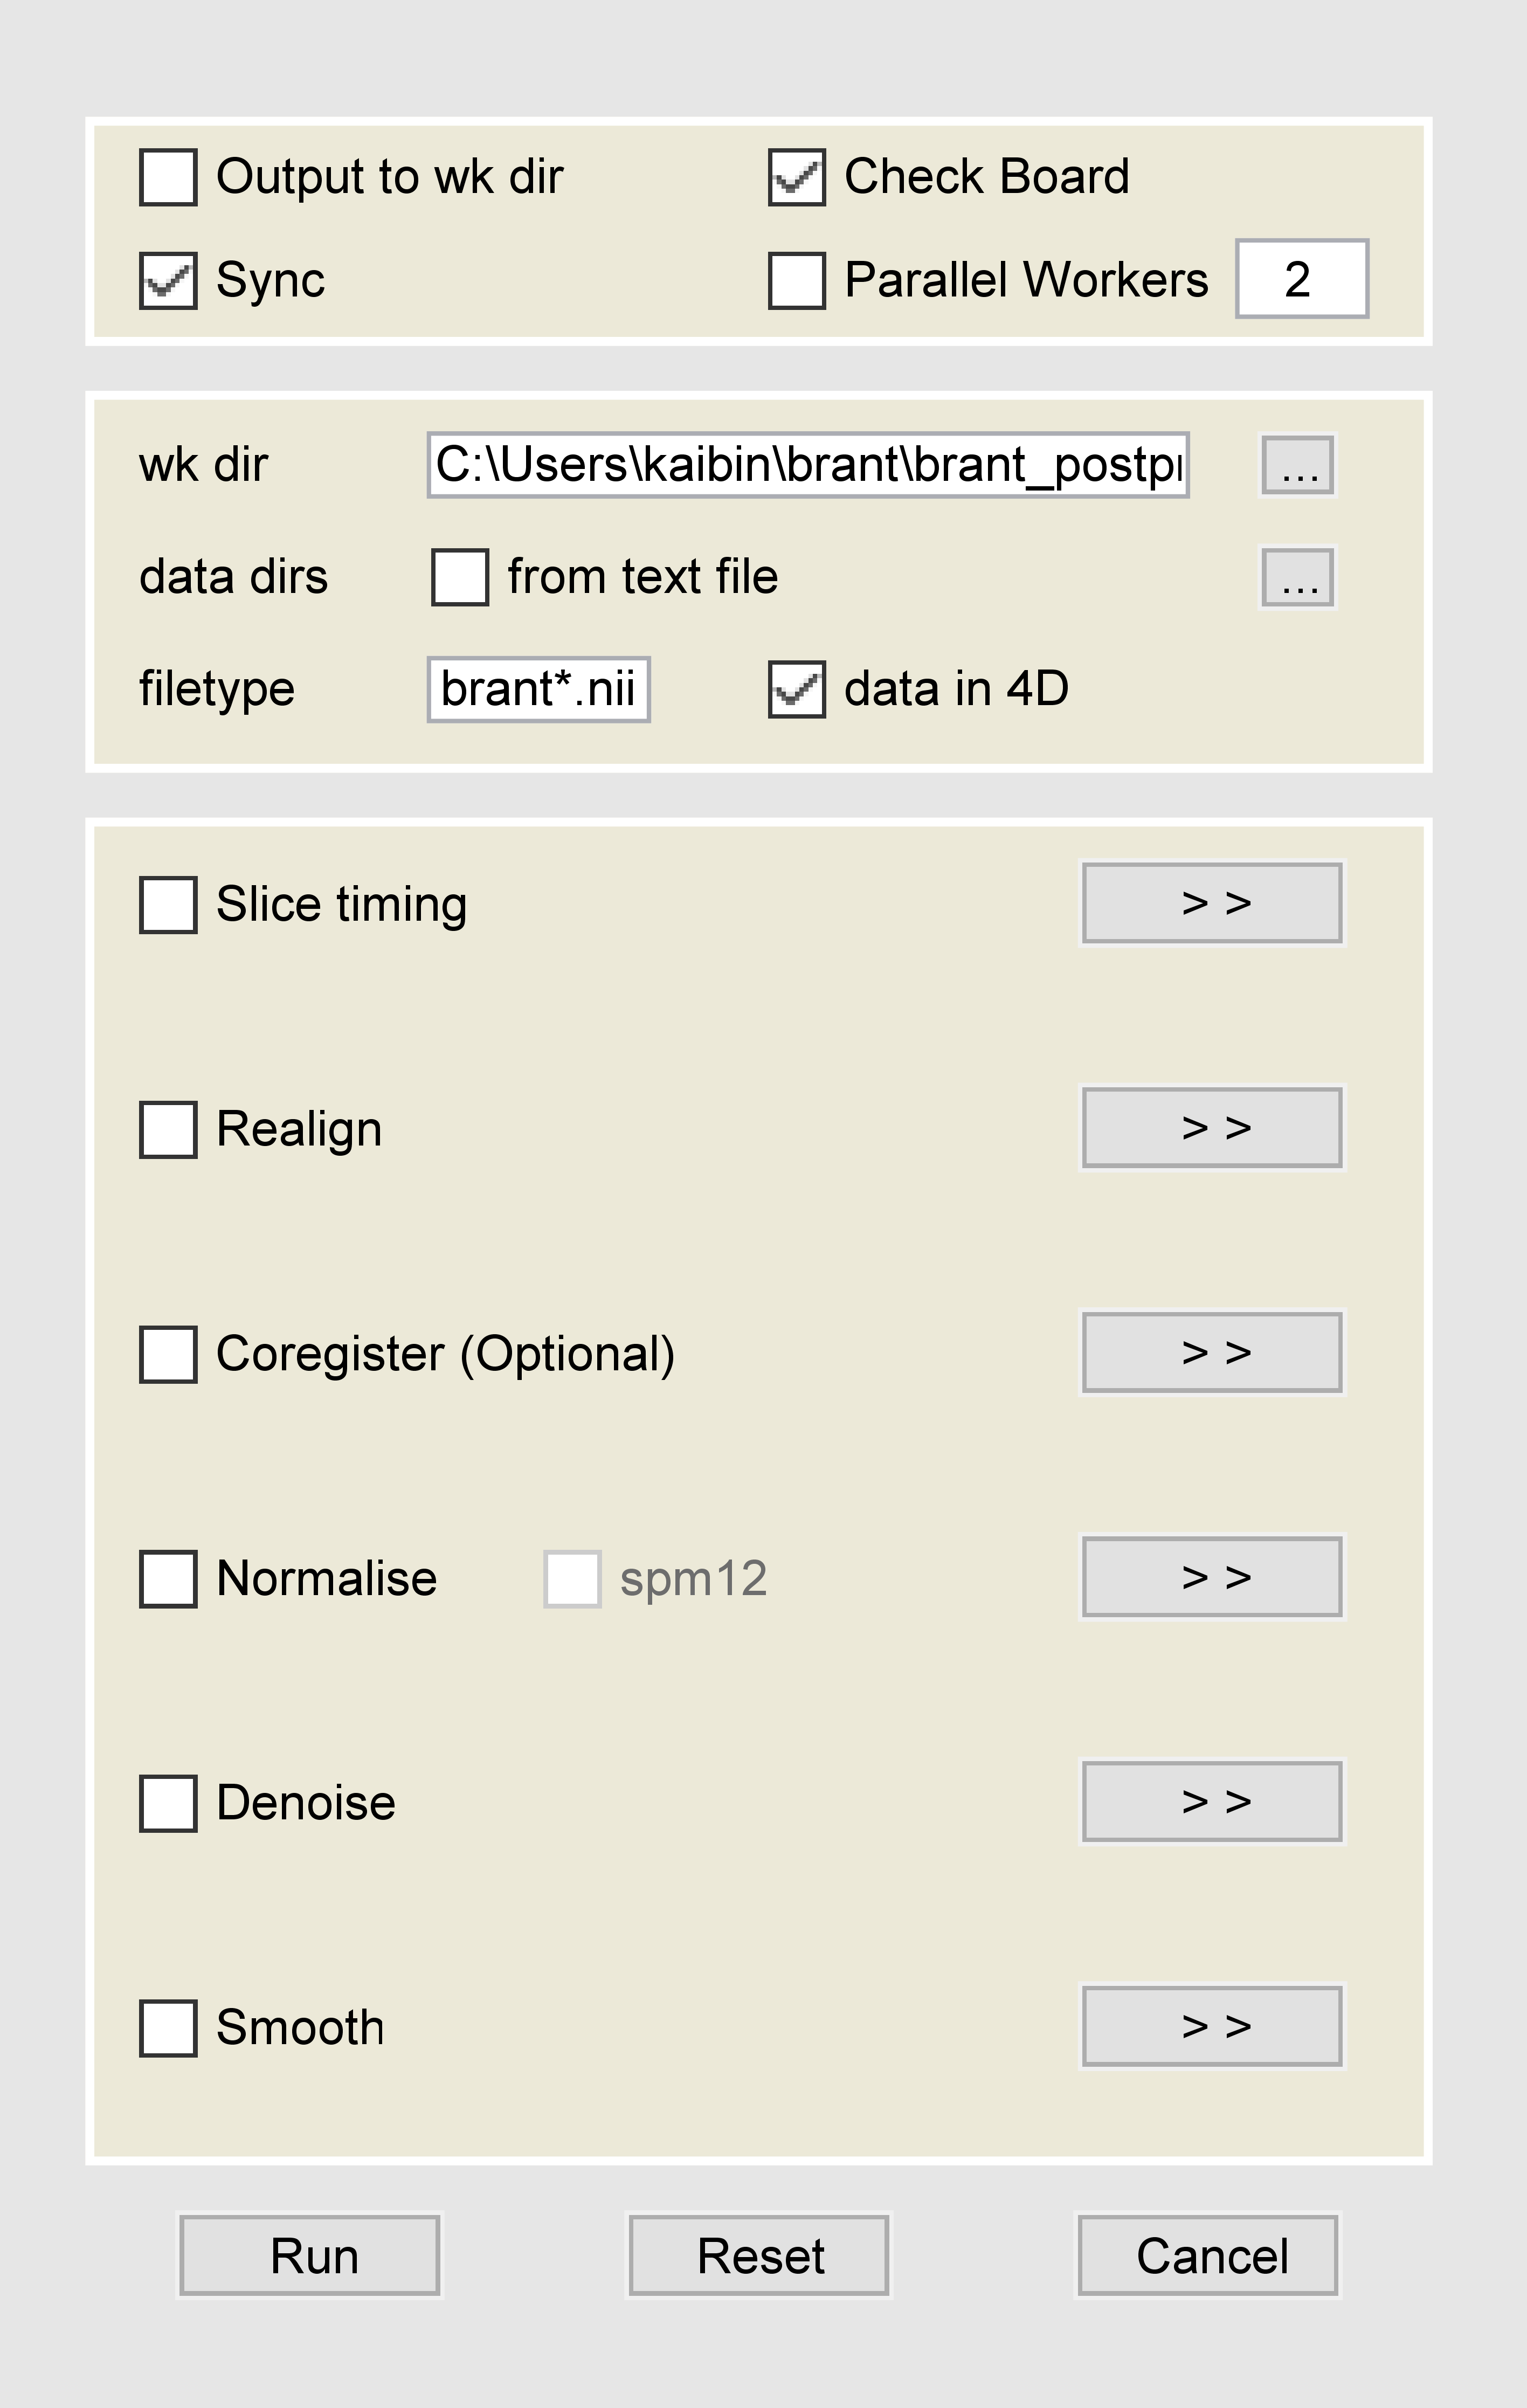 Output to wk dir Check Board
Sync Parallel Workers 2
wk dir C:\Users\kaibin\brant\brant_postp ...
data dirs from text file ...
filetype brant*.nii data in 4D
Slice timing > >
Realign > >
Coregister (Optional) > >
Normalise spm12 > >
Denoise > >
Smooth > >
Run Reset Cancel